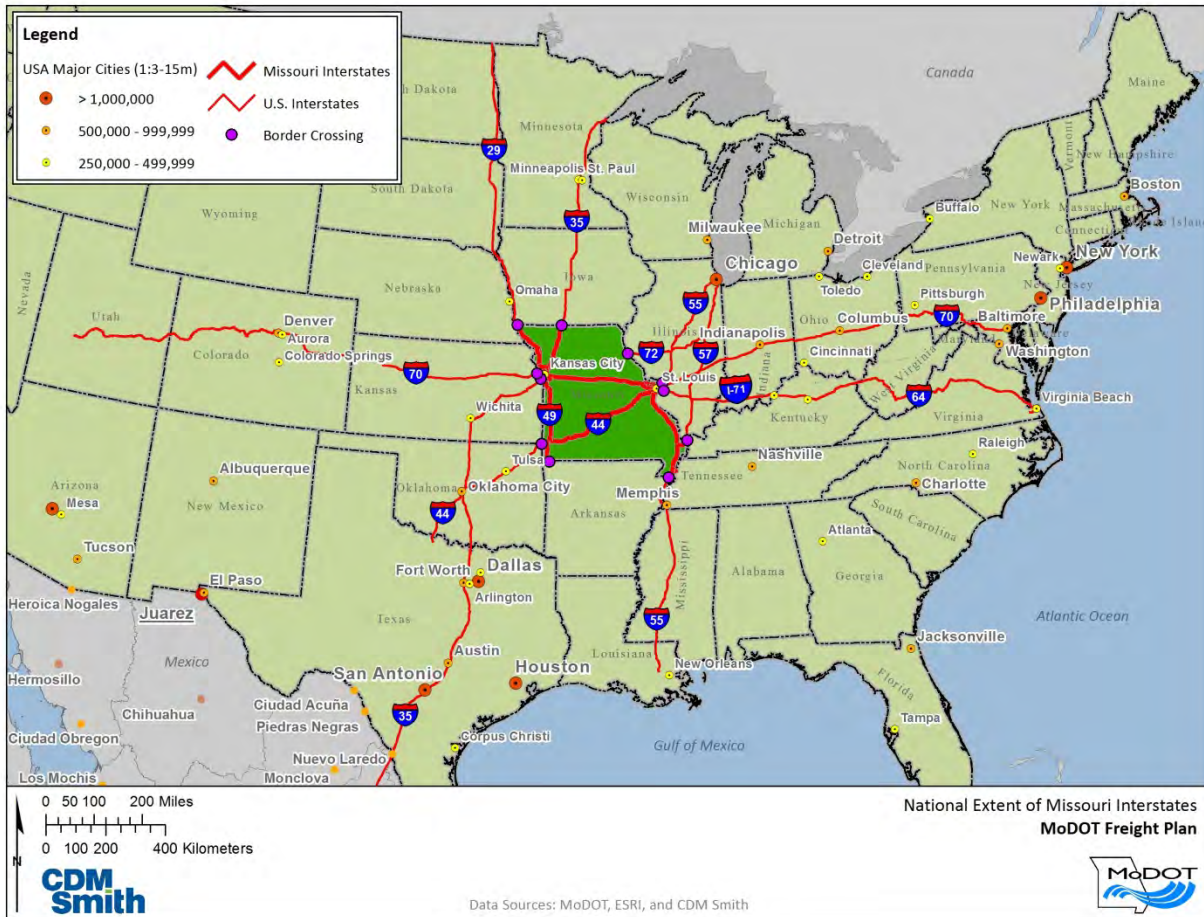 Legend
USA Major Cities (1:3-15m)
> 1,000,000
500,000 - 999,999
250,000 - 499,999
Missouri Interstates
U.S. Interstates
Border Crossing
Canada
Maine
Dakota
Minnesota
29
Minneapolis St. Paul
Vermont
New Hampshire
South Dakota
Wisconsin
Michigan
New York
Boston
Massachusetts
Wyoming
35
Milwaukee
Detroit
Buffalo
Connecticut
Island
Nevada
Iowa
Chicago
Cleveland
Toledo
Pennsylvania
Newark
New York
New Jersey
Nebraska
Omaha
55
Pittsburgh
Philadelphia
Utah
Denver
Aurora
Illinois
Indianapolis
Ohio
Columbus
70
Baltimore
Maryland
Colorado
Colorado Springs
72
57
Cincinnati
Washington
Kansas City
St. Louis
Indiana
West Virginia
70
Kansas
I-71
64
Virginia
Virginia Beach
Wichita
49
44
Kentucky
Raleigh
Tulsa
Nashville
North Carolina
Albuquerque
Tennessee
Charlotte
Arizona
Mesa
New Mexico
Oklahoma
Oklahoma City
Memphis
44
Arkansas
South Carolina
Atlanta
Tucson
Mississippi
Alabama
Georgia
El Paso
Fort Worth
Dallas
Arlington
Heroica Nogales
Juarez
Texas
55
Atlantic Ocean
Mexico
Austin
Louisiana
Jacksonville
Hermosillo
San Antonio
Houston
New Orleans
Florida
Chihuahua
Ciudad Acuña
35
Ciudad Obregon
Piedras Negras
Tampa
Nuevo Laredo
Corpus Christi
Gulf of Mexico
Los Mochis
Monclova
0 50 100 200 Miles
0 100 200 400 Kilometers
N
CDM
Smith
Data Sources: MoDOT, ESRI, and CDM Smith
National Extent of Missouri Interstates
MoDOT Freight Plan
MoDOT